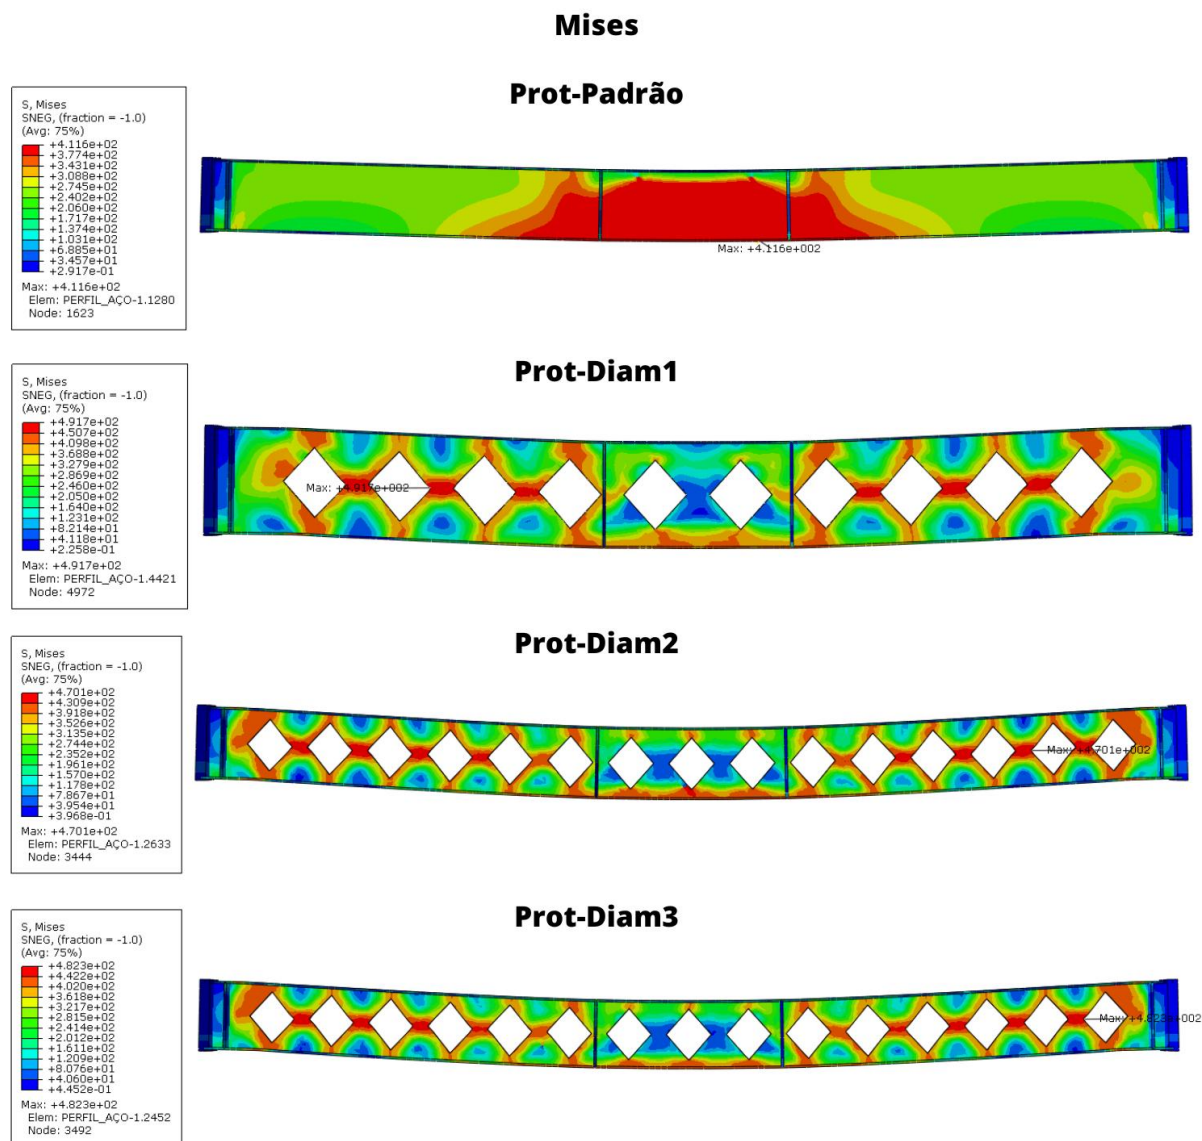 Mises
Prot-Padrão
S, Mises
SNEG, (fraction = -1.0)
(Avg: 75%)
+4.116e+02
+3.774e+02
+3.431e+02
+3.088e+02
+2.745e+02
+2.402e+02
+2.060e+02
+1.717e+02
+1.374e+02
+1.031e+02
+6.885e+01
+3.457e+01
+2.917e-01
Max: +4.116e+02
Elem: PERFIL_AÇO-1.1280
Node: 1623
Max: +4.116e+002
Prot-Diam1
S, Mises
SNEG, (fraction = -1.0)
(Avg: 75%)
+4.917e+02
+4.507e+02
+4.098e+02
+3.688e+02
+3.279e+02
+2.869e+02
+2.460e+02
+2.050e+02
+1.640e+02
+1.231e+02
+8.214e+01
+4.118e+01
+2.258e-01
Max: +4.917e+02
Elem: PERFIL_AÇO-1.4421
Node: 4972
Max: +4.917e+002
Prot-Diam2
S, Mises
SNEG, (fraction = -1.0)
(Avg: 75%)
+4.701e+02
+4.309e+02
+3.918e+02
+3.526e+02
+3.135e+02
+2.744e+02
+2.352e+02
+1.961e+02
+1.570e+02
+1.178e+02
+7.867e+01
+3.954e+01
+3.968e-01
Max: +4.701e+02
Elem: PERFIL_AÇO-1.2633
Node: 3444
Max: +4.701e+002
Prot-Diam3
S, Mises
SNEG, (fraction = -1.0)
(Avg: 75%)
+4.823e+02
+4.422e+02
+4.020e+02
+3.618e+02
+3.217e+02
+2.815e+02
+2.414e+02
+2.012e+02
+1.611e+02
+1.209e+02
+8.076e+01
+4.060e+01
+4.452e-01
Max: +4.823e+02
Elem: PERFIL_AÇO-1.2452
Node: 3492
Max: +4.823e+002